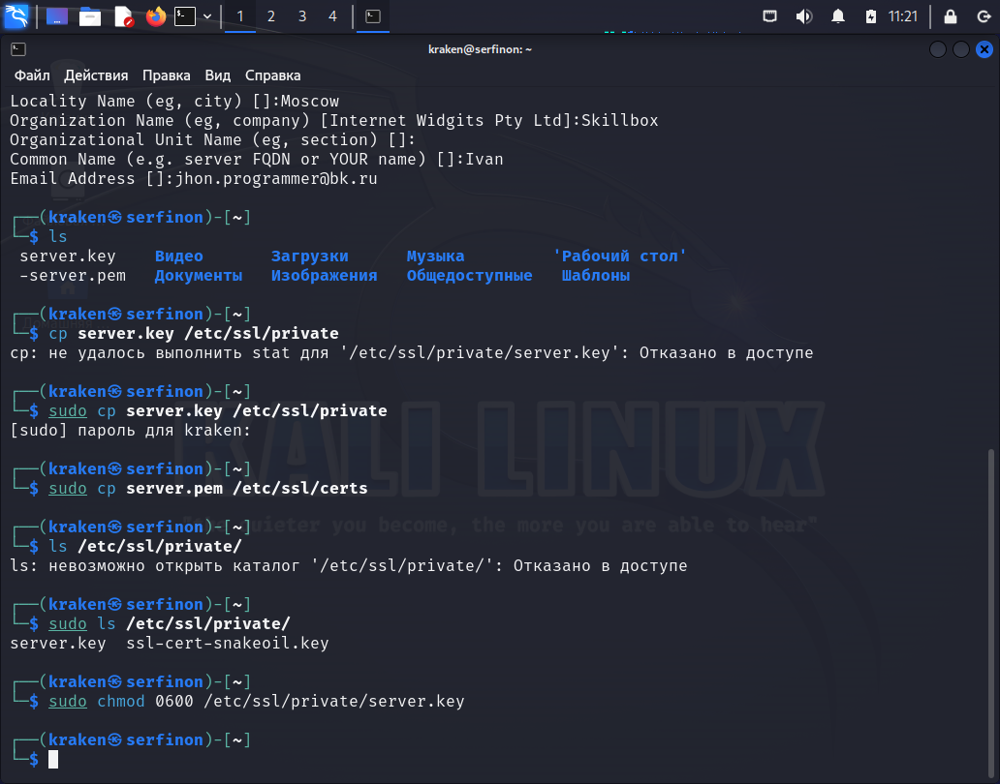 1 2 3 4 11:21
kraken@serfinon: ~
Файл Действия Правка Вид Справка
Locality Name (eg, city) []:Moscow
Organization Name (eg, company) [Internet Widgits Pty Ltd]:Skillbox
Organizational Unit Name (eg, section) []:
Common Name (e.g. server FQDN or YOUR name) []:Ivan
Email Address []:jhon.programmer@bk.ru
┌──(kraken㉿serfinon)-[~]
└─$ ls
server.key Видео Загрузки Музыка 'Рабочий стол'
-server.pem Документы Изображения Общедоступные Шаблоны
┌──(kraken㉿serfinon)-[~]
└─$ cp server.key /etc/ssl/private
cp: не удалось выполнить stat для '/etc/ssl/private/server.key': Отказано в доступе
┌──(kraken㉿serfinon)-[~]
└─$ sudo cp server.key /etc/ssl/private
[sudo] пароль для kraken:
┌──(kraken㉿serfinon)-[~]
└─$ sudo cp server.pem /etc/ssl/certs
┌──(kraken㉿serfinon)-[~]
└─$ ls /etc/ssl/private/
ls: невозможно открыть каталог '/etc/ssl/private/': Отказано в доступе
┌──(kraken㉿serfinon)-[~]
└─$ sudo ls /etc/ssl/private/
server.key ssl-cert-snakeoil.key
┌──(kraken㉿serfinon)-[~]
└─$ sudo chmod 0600 /etc/ssl/private/server.key
┌──(kraken㉿serfinon)-[~]
└─$
KALI LINUX
quieter you become, the more you are able to hear"